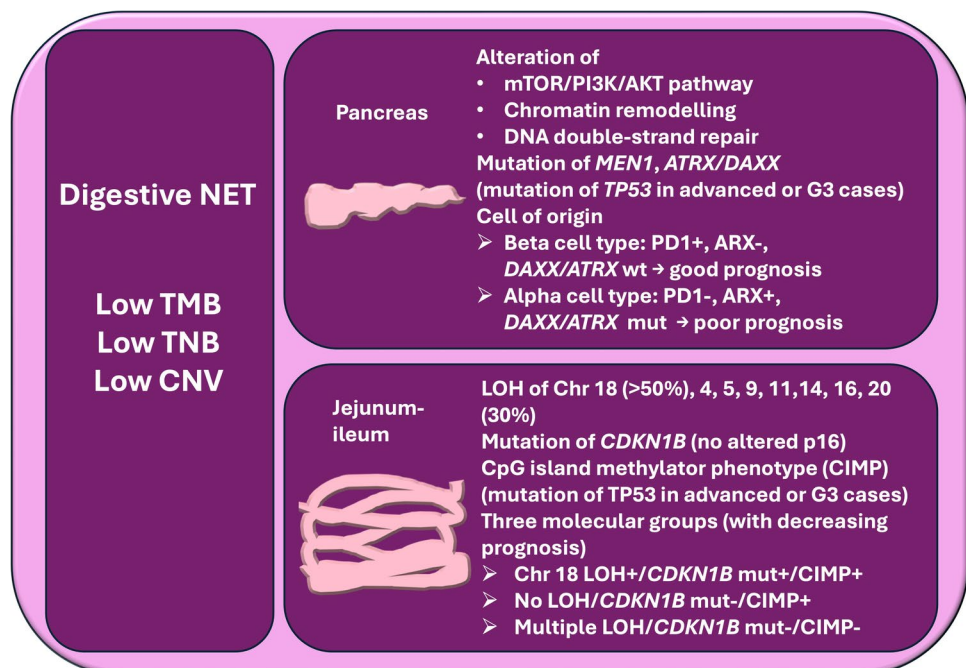 Digestive NET
Low TMB
Low TNB
Low CNV
Pancreas
Alteration of
• mTOR/PI3K/AKT pathway
• Chromatin remodelling
• DNA double-strand repair
Mutation of MEN1, ATRX/DAXX
(mutation of TP53 in advanced or G3 cases)
Cell of origin
➢ Beta cell type: PD1+, ARX-,
DAXX/ATRX wt → good prognosis
➢ Alpha cell type: PD1-, ARX+,
DAXX/ATRX mut → poor prognosis
Jejunum-
ileum
LOH of Chr 18 (>50%), 4, 5, 9, 11,14, 16, 20
(30%)
Mutation of CDKN1B (no altered p16)
CpG island methylator phenotype (CIMP)
(mutation of TP53 in advanced or G3 cases)
Three molecular groups (with decreasing
prognosis)
➢ Chr 18 LOH+/CDKN1B mut+/CIMP+
➢ No LOH/CDKN1B mut-/CIMP+
➢ Multiple LOH/CDKN1B mut-/CIMP-